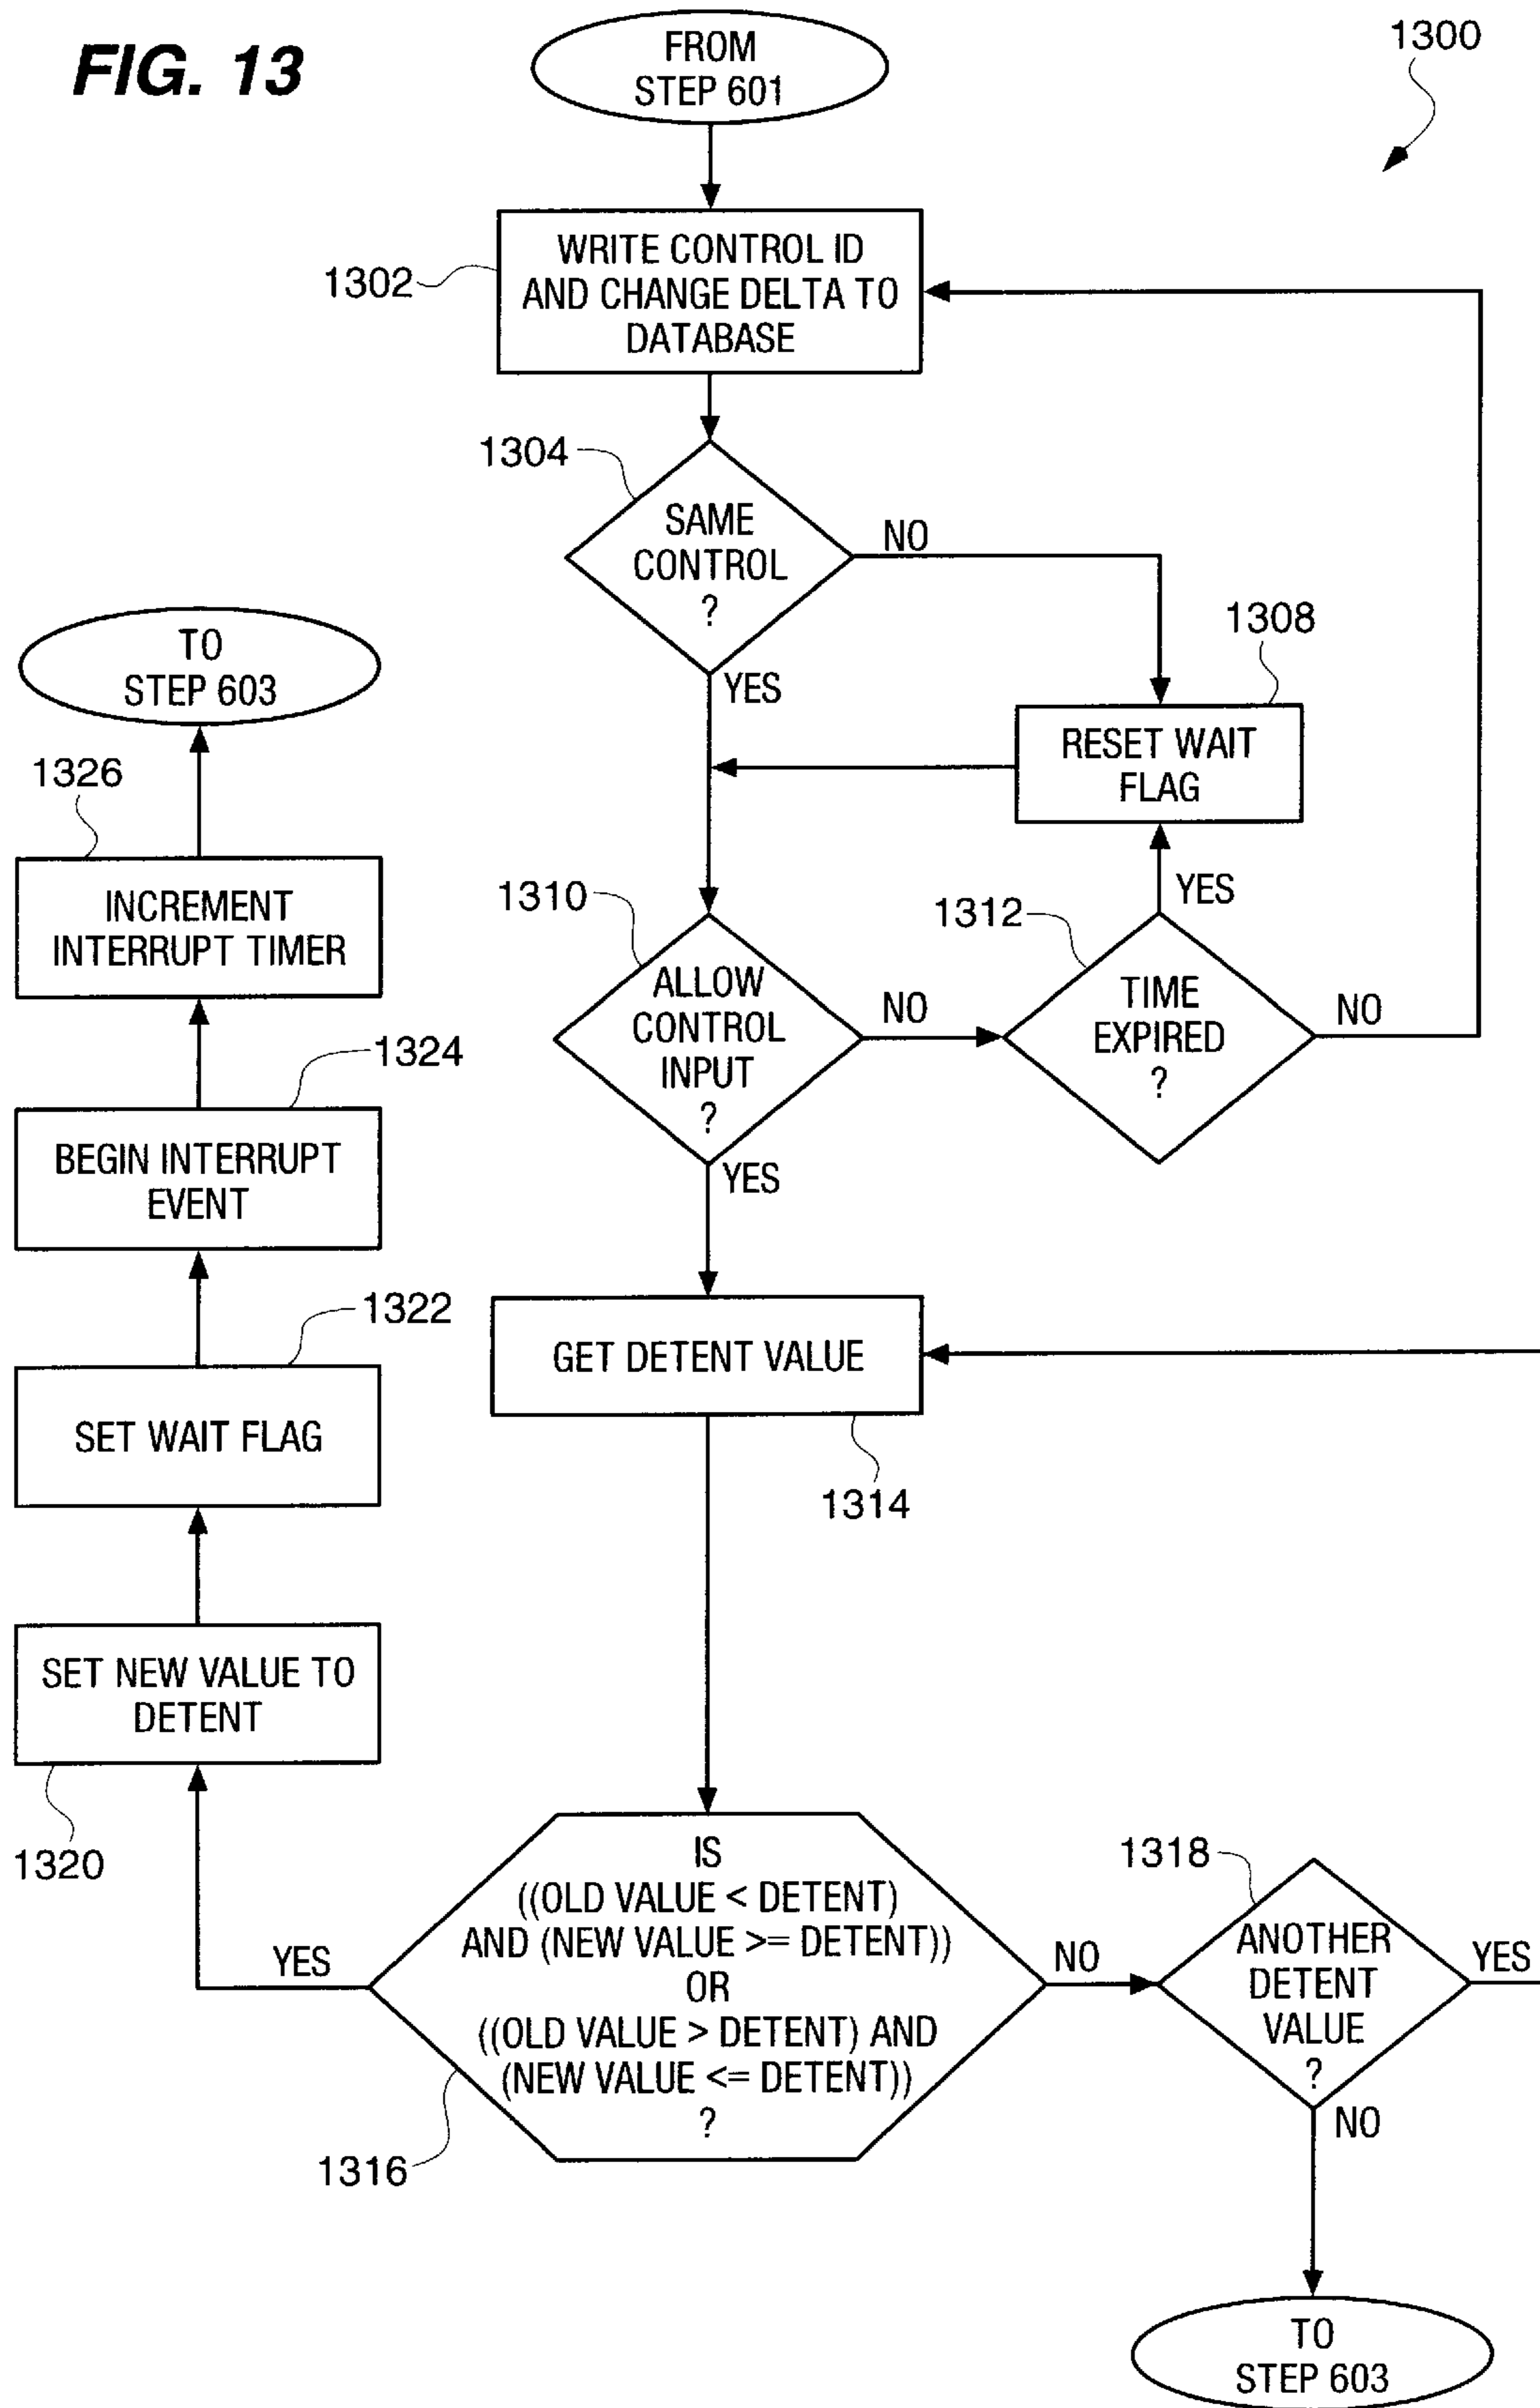 FIG. 13
FROM
STEP 601
1300
WRITE CONTROL ID
AND CHANGE DELTA TO
DATABASE
1302
1304
SAME
CONTROL
?
NO
YES
1308
RESET WAIT
FLAG
TO
STEP 603
1326
INCREMENT
INTERRUPT TIMER
1310
ALLOW
CONTROL
INPUT
?
NO
YES
1312
TIME
EXPIRED
?
YES
NO
1324
BEGIN INTERRUPT
EVENT
1322
SET WAIT FLAG
GET DETENT VALUE
1314
SET NEW VALUE TO
DETENT
1320
YES
IS
((OLD VALUE < DETENT)
AND (NEW VALUE >= DETENT))
OR
((OLD VALUE > DETENT) AND
(NEW VALUE <= DETENT))
?
1316
NO
1318
ANOTHER
DETENT
VALUE
?
YES
NO
TO
STEP 603